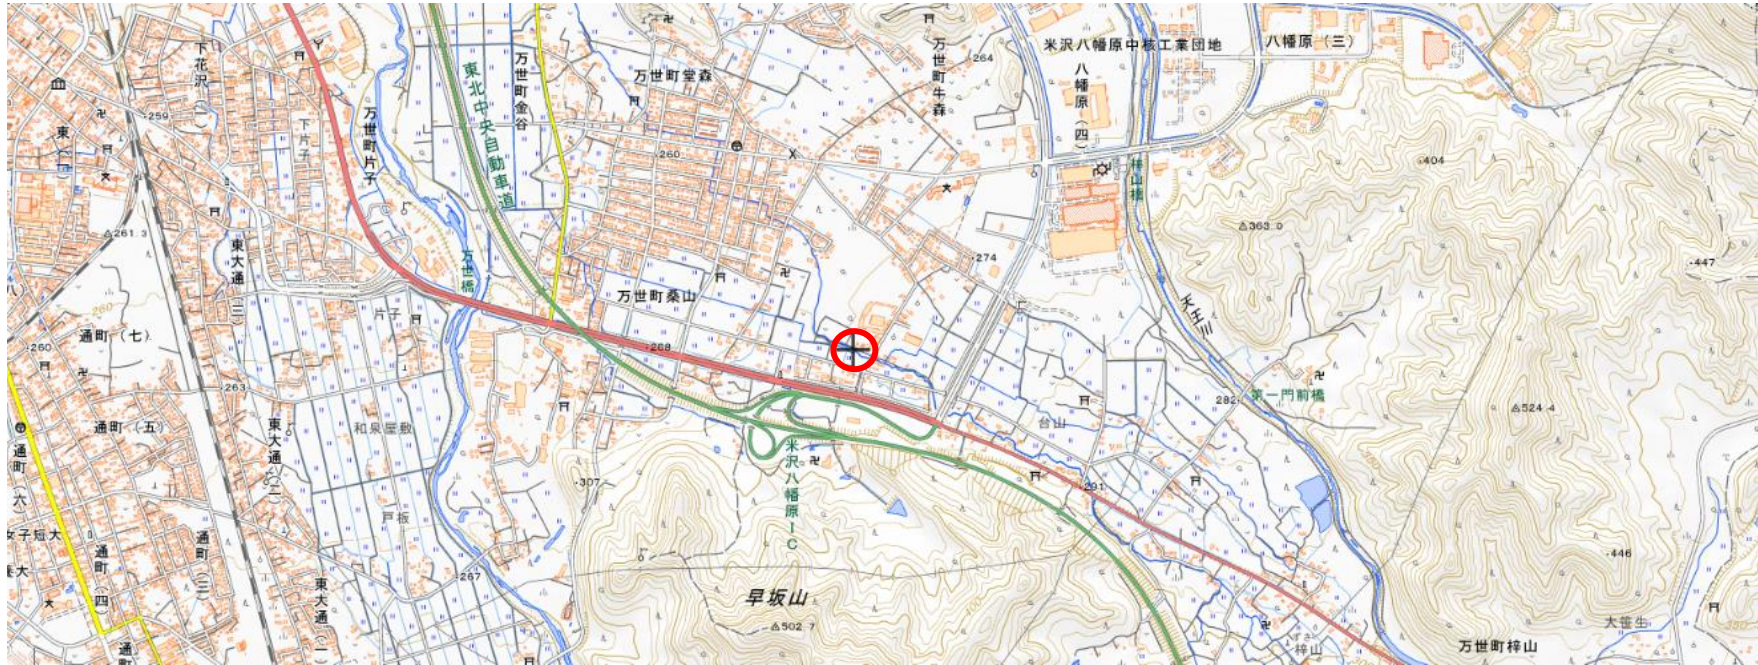 下花沢（二）
下片子
万世町片子
東北中央自動車道
万世町金谷
万世町堂森
万世町牛森
米沢八幡原中核工業団地
八幡原（四）
八幡原（三）
梓山橋
天王川
259
260
264
274
404
363.0
447
261.3
260
263
東大通（三）
万世橋
万世町桑山
片子
268
通町（七）
通町（五）
和泉屋敷
戸板
307
267
米沢八幡原IC
台山
282
第一門前橋
524.4
291
446
通町（六）
女子短大
通町（四）
通町（三）
東大通（二）
東大通（一）
早坂山
502.7
梓山
万世町梓山
大笹生